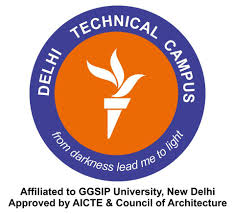 DELHI TECHNICAL CAMPUS
from darkness lead me to light
Affiliated to GGSIP University, New Delhi
Approved by AICTE & Council of Architecture